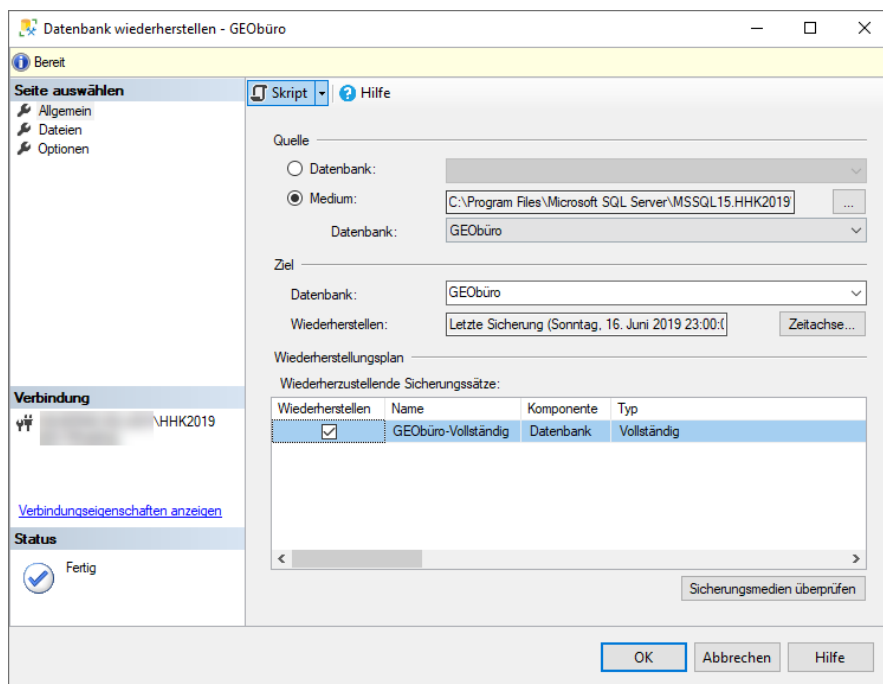 Datenbank wiederherstellen - GEObüro
Bereit
Seite auswählen
Allgemein
Dateien
Optionen
Skript
Hilfe
Quelle
Datenbank:
Medium:
C:\Program Files\Microsoft SQL Server\MSSQL15.HHK2019\
...
Datenbank:
GEObüro
Ziel
Datenbank:
GEObüro
Wiederherstellen:
Letzte Sicherung (Sonntag, 16. Juni 2019 23:00:(
Zeitachse...
Wiederherstellungsplan
Wiederherzustellende Sicherungssätze:
Wiederherstellen Name Komponente Typ
GEObüro-Vollständig Datenbank Vollständig
Verbindung
\HHK2019
Verbindungseigenschaften anzeigen
Status
Fertig
Sicherungsmedien überprüfen
OK
Abbrechen
Hilfe